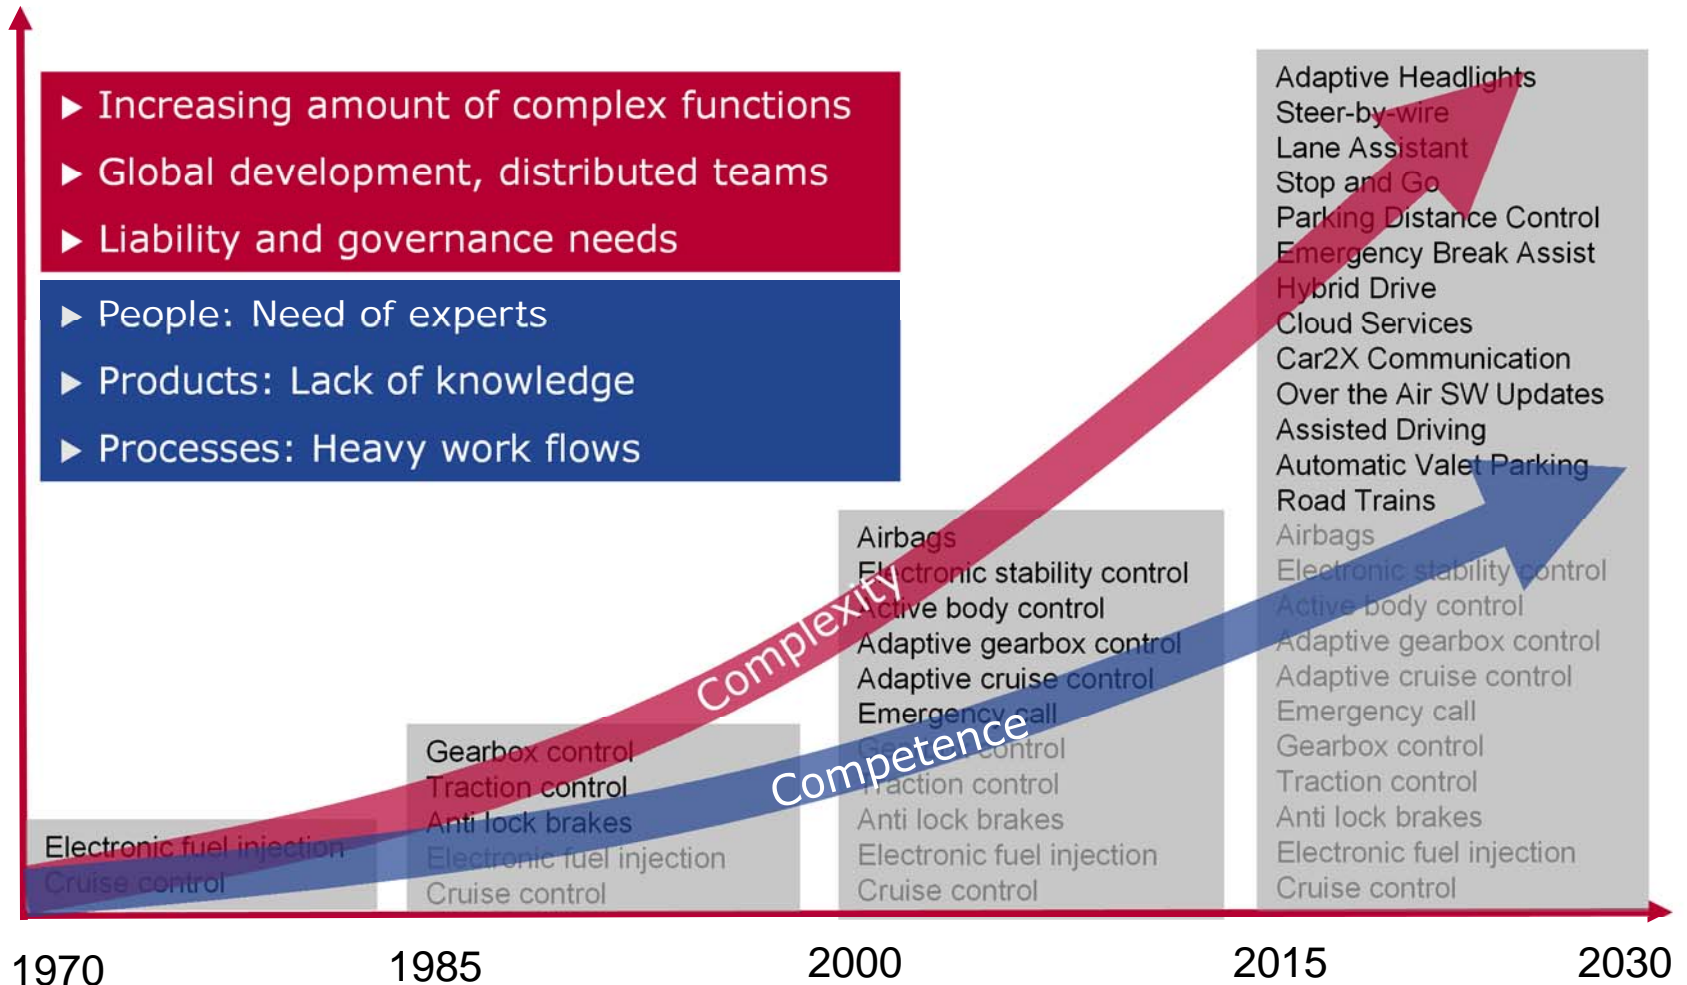 ► Increasing amount of complex functions
► Global development, distributed teams
► Liability and governance needs
► People: Need of experts
► Products: Lack of knowledge
► Processes: Heavy work flows
Complexity
Competence
Electronic fuel injection
Cruise control
Gearbox control
Traction control
Anti lock brakes
Electronic fuel injection
Cruise control
Airbags
Electronic stability control
Active body control
Adaptive gearbox control
Adaptive cruise control
Emergency call
Gearbox control
Traction control
Anti lock brakes
Electronic fuel injection
Cruise control
Adaptive Headlights
Steer-by-wire
Lane Assistant
Stop and Go
Parking Distance Control
Emergency Break Assist
Hybrid Drive
Cloud Services
Car2X Communication
Over the Air SW Updates
Assisted Driving
Automatic Valet Parking
Road Trains
Airbags
Electronic stability control
Active body control
Adaptive gearbox control
Adaptive cruise control
Emergency call
Gearbox control
Traction control
Anti lock brakes
Electronic fuel injection
Cruise control
1970
1985
2000
2015
2030